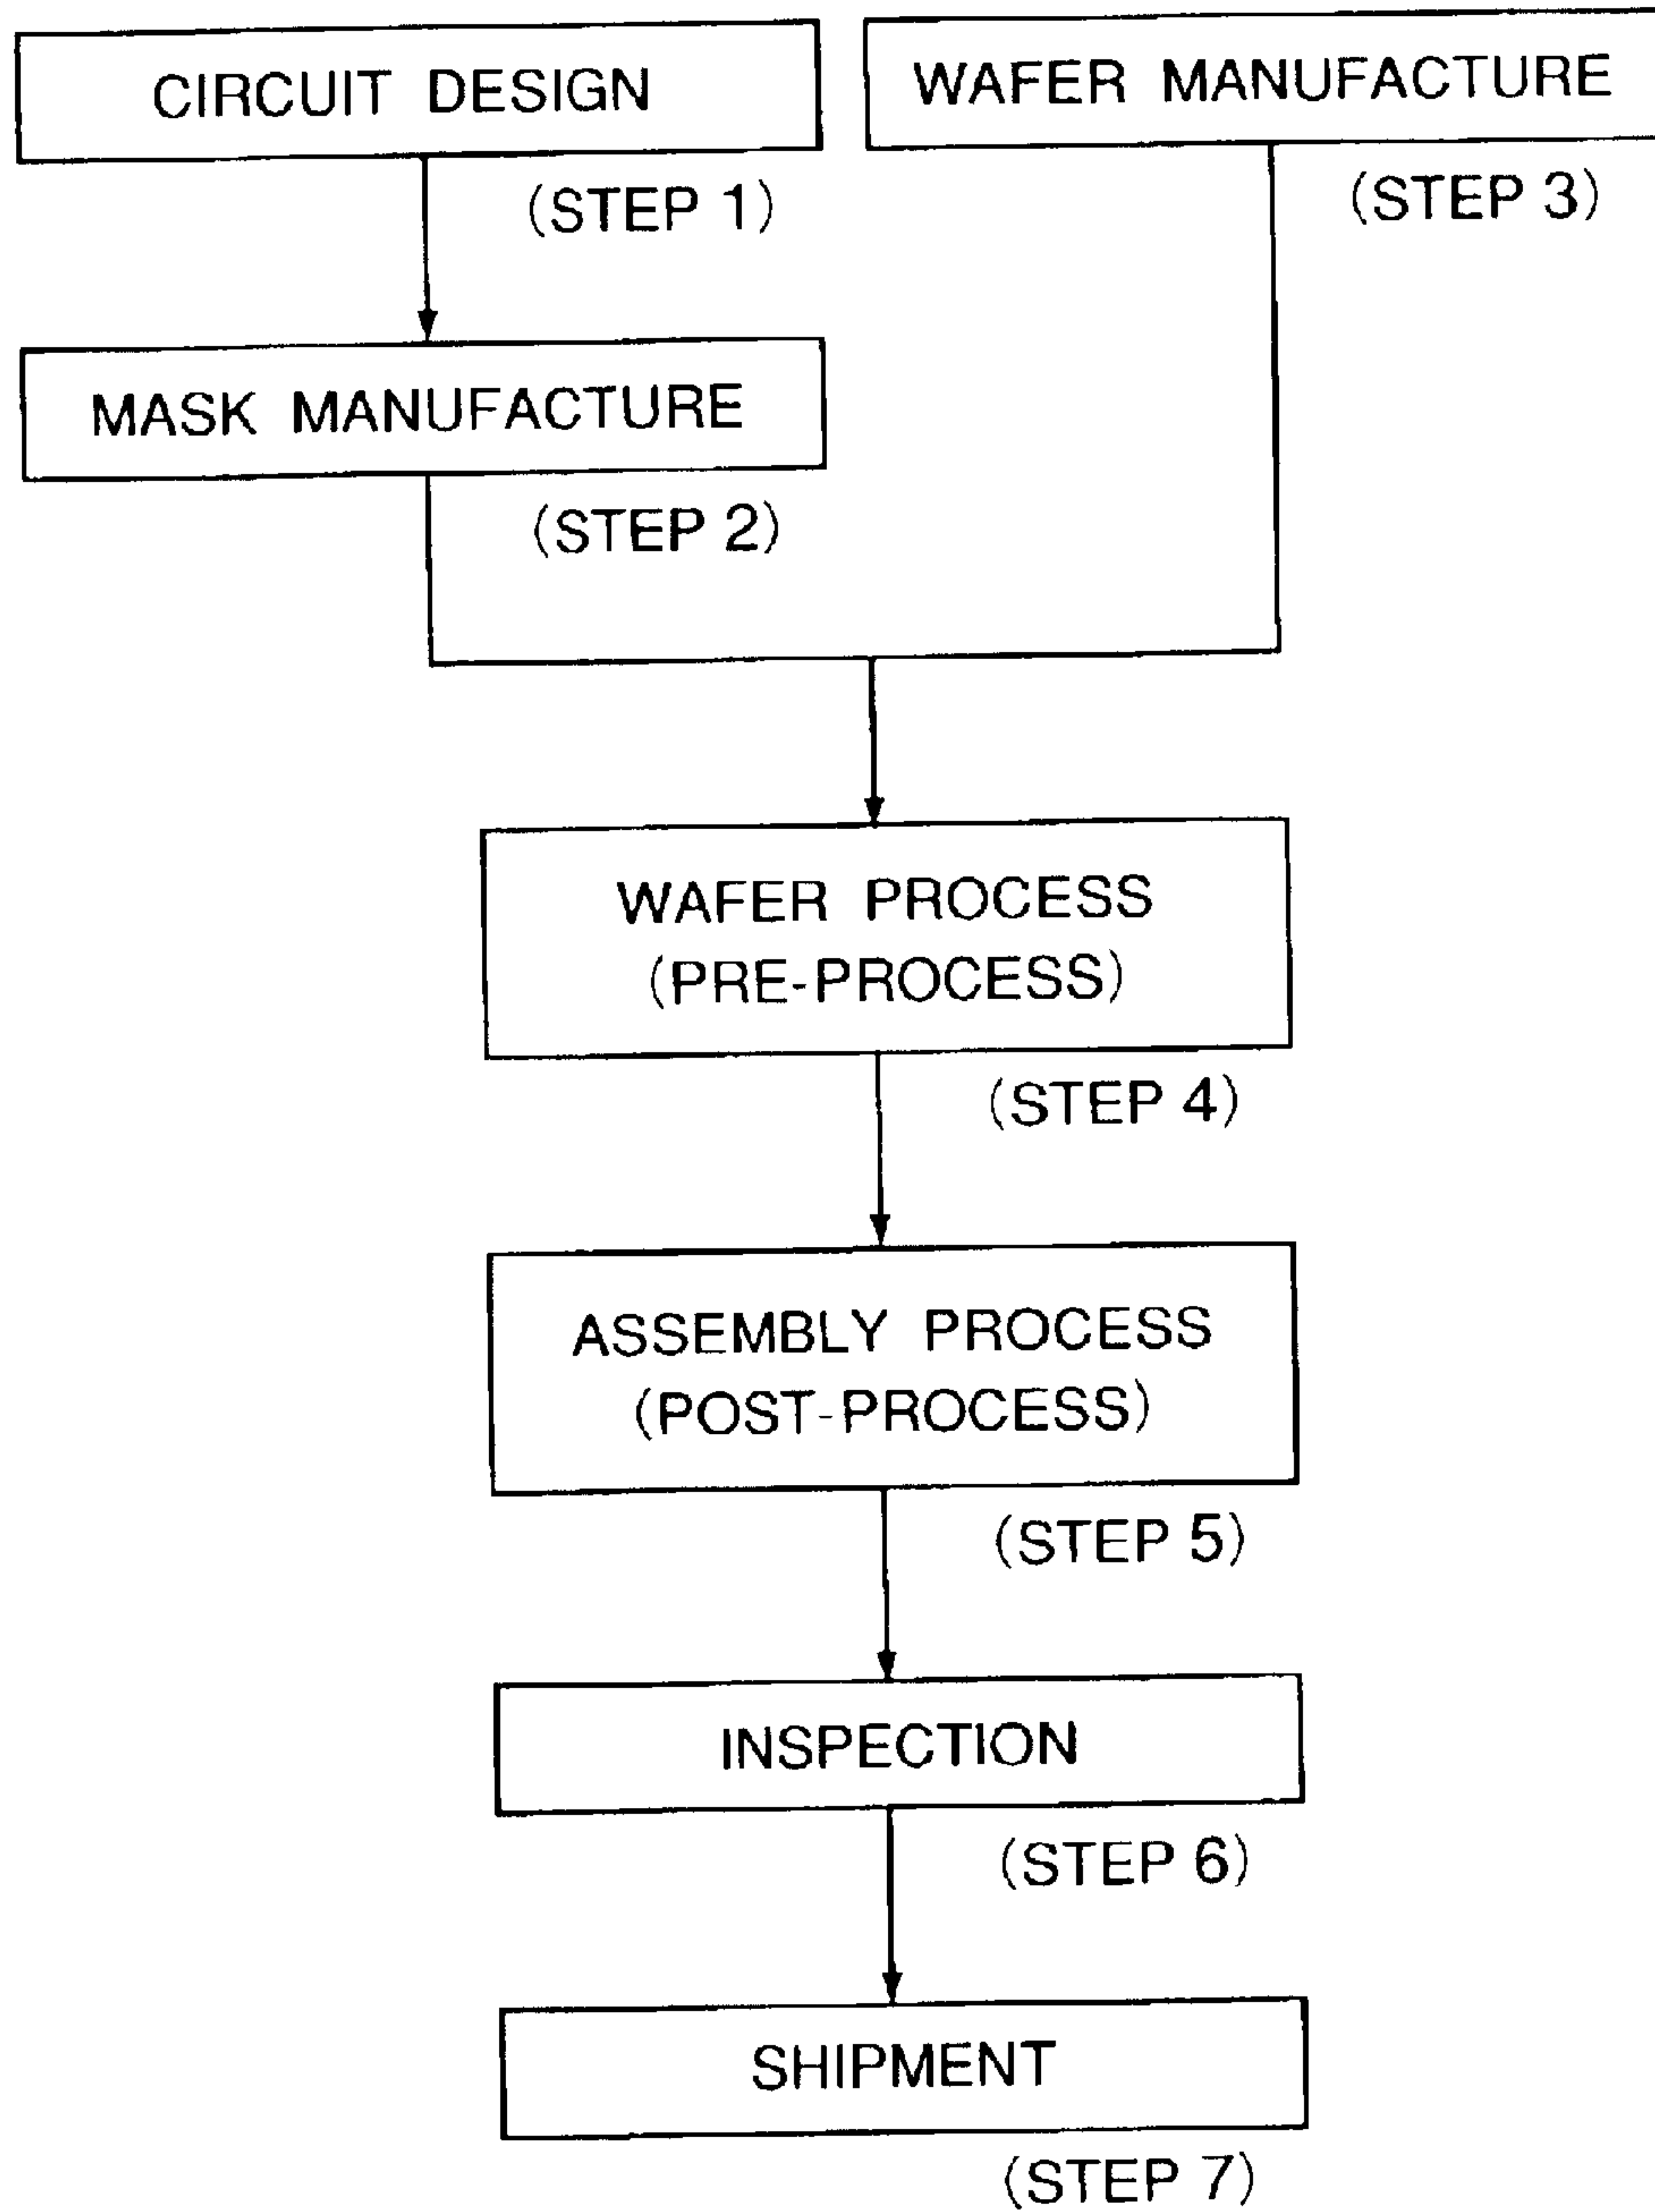 CIRCUIT DESIGN
(STEP 1)
WAFER MANUFACTURE
(STEP 3)
MASK MANUFACTURE
(STEP 2)
WAFER PROCESS
(PRE-PROCESS)
(STEP 4)
ASSEMBLY PROCESS
(POST-PROCESS)
(STEP 5)
INSPECTION
(STEP 6)
SHIPMENT
(STEP 7)